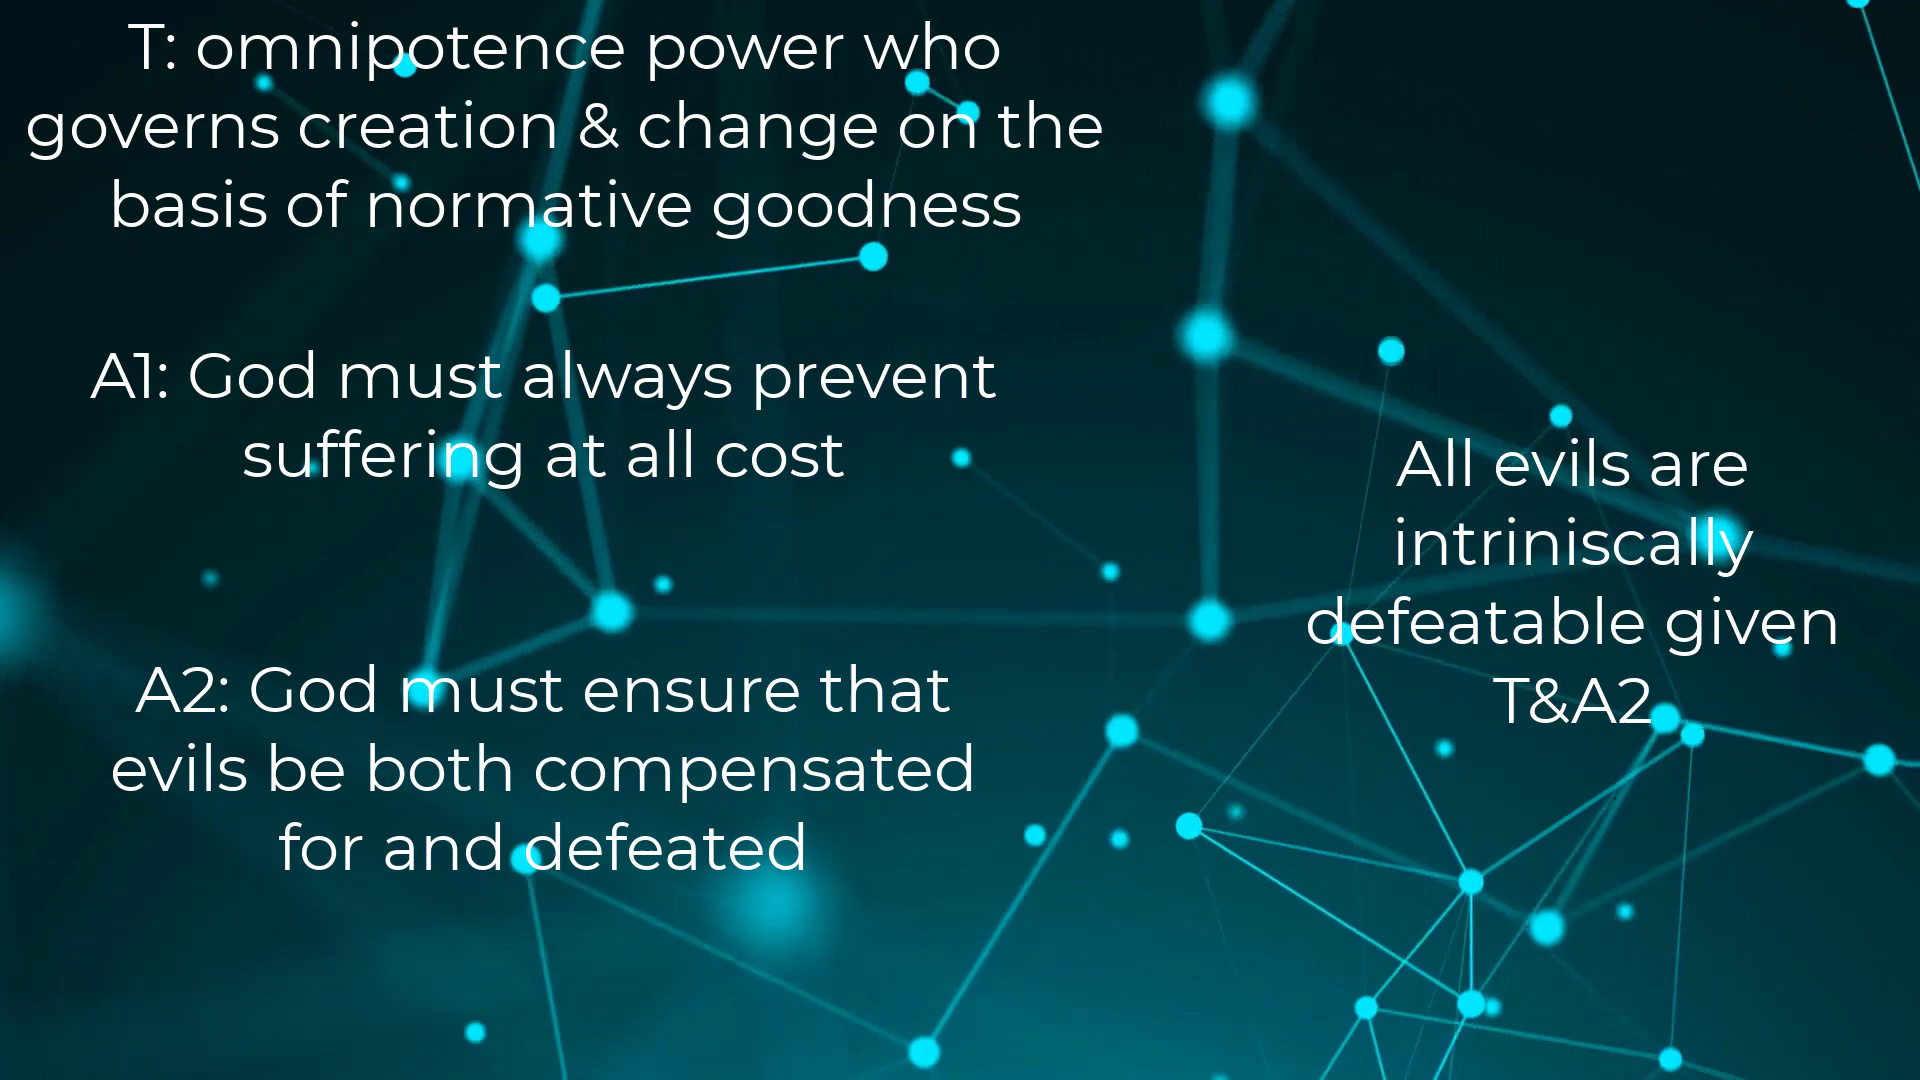 T: omnipotence power who
governs creation & change on the
basis of normative goodness
A1: God must always prevent
suffering at all cost
A2: God must ensure that
evils be both compensated
for and defeated
All evils are
intriniscally
defeatable given
T&A2